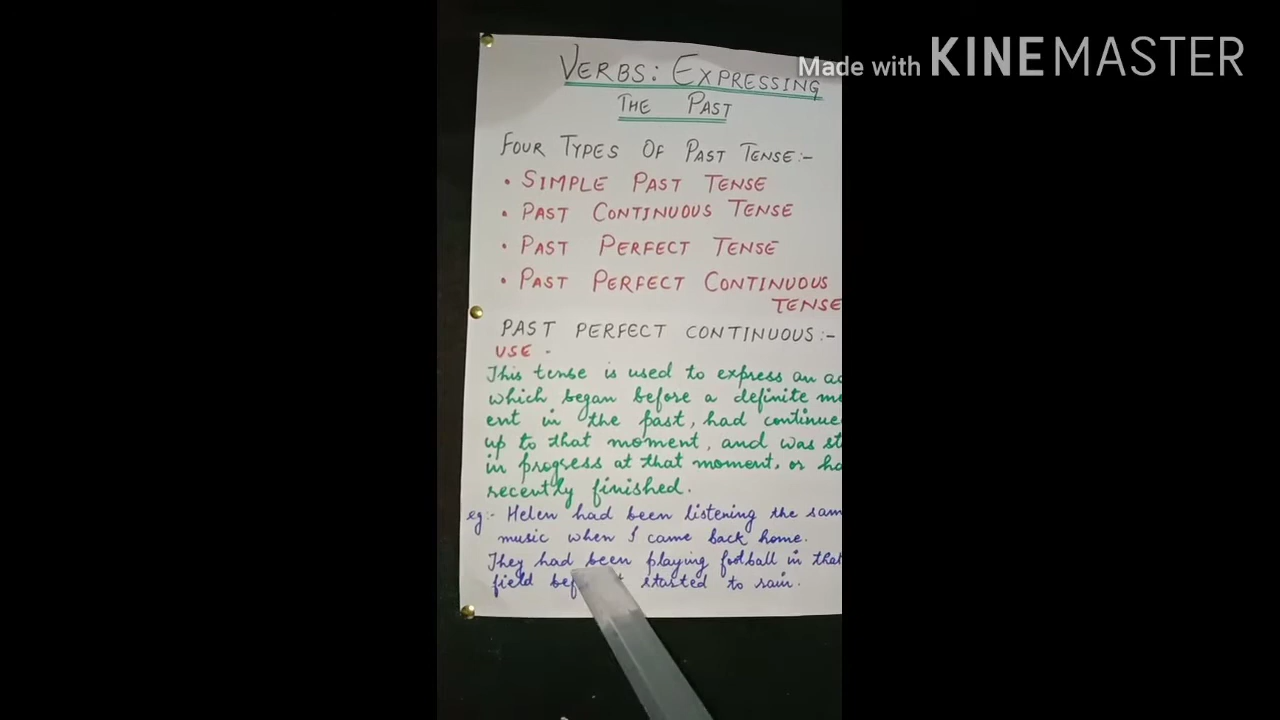 Made with KINEMASTER
VERBS: EXPRESSING
THE PAST
FOUR TYPES OF PAST TENSE:-
• SIMPLE PAST TENSE
• PAST CONTINUOUS TENSE
• PAST PERFECT TENSE
• PAST PERFECT CONTINUOUS
TENSE
PAST PERFECT CONTINUOUS:-
USE -
This tense is used to express an
which began before a definite
ent in the past, had continue
up to that moment, and was
in progress at that moment, or
recently finished.
eg:- Helen had been listening the
music when I came back home.
They had been playing football in that
field started to rain.